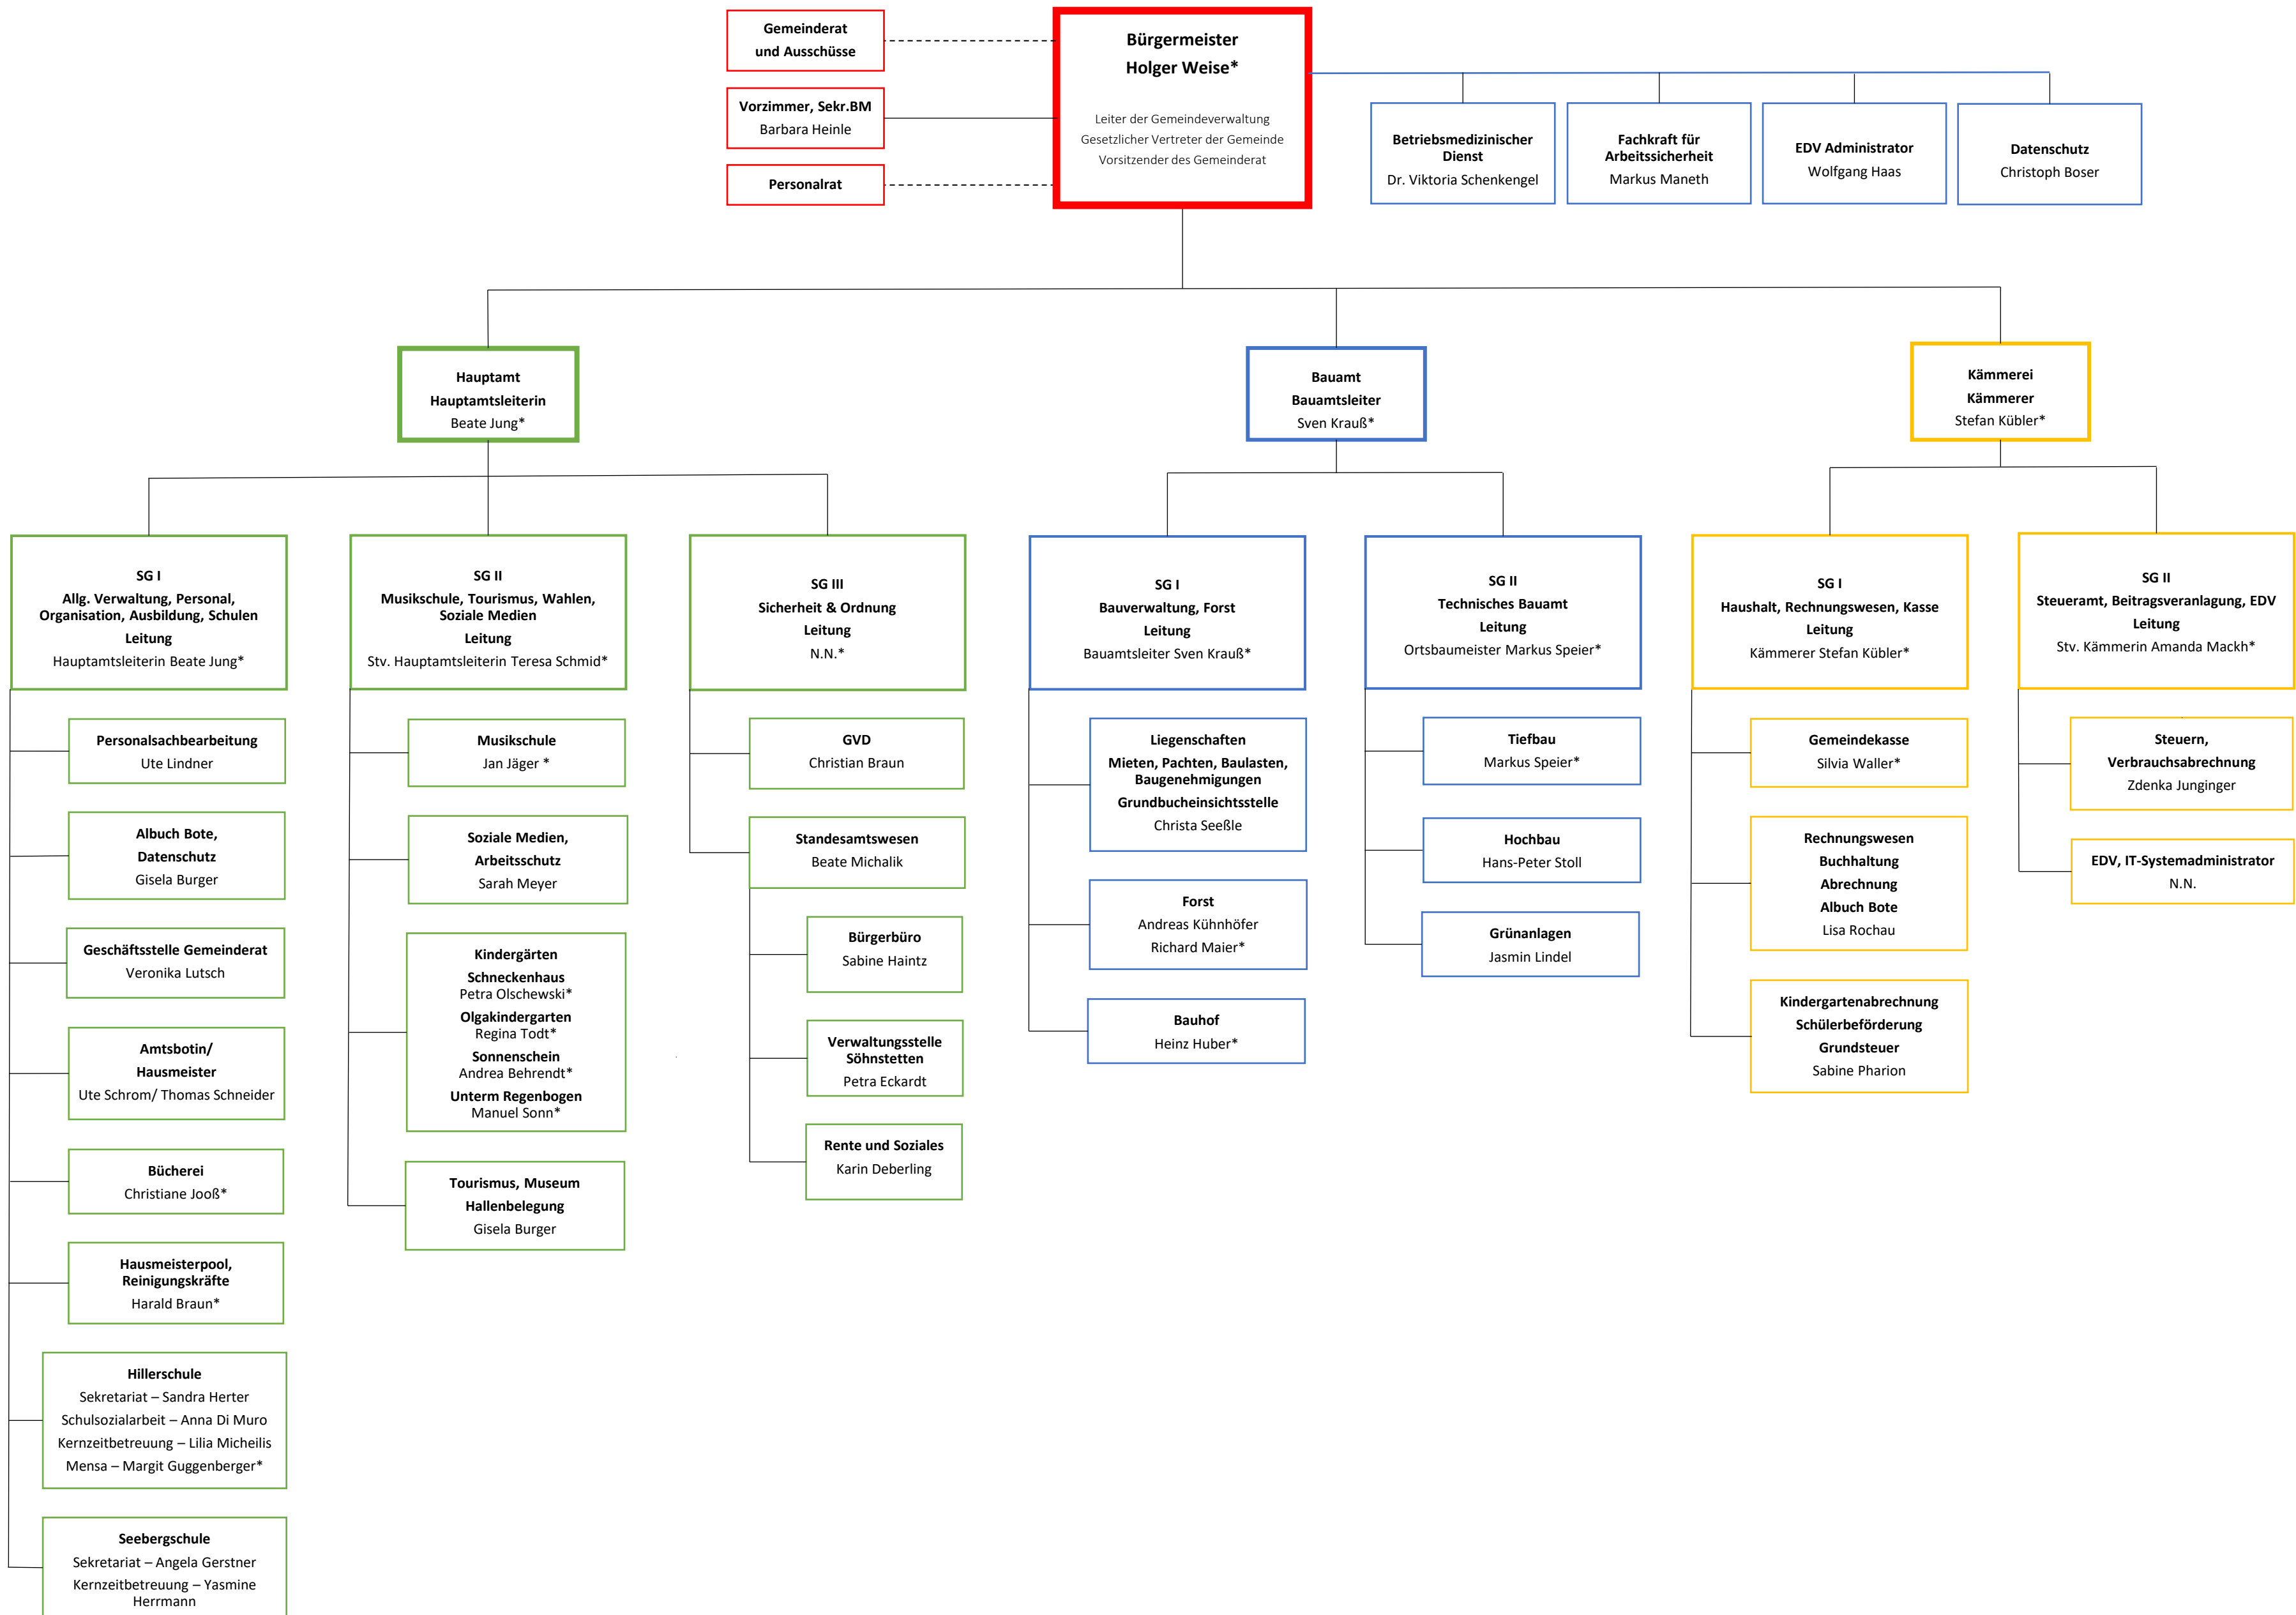 Gemeinderat
und Ausschüsse
Vorzimmer, Sekr.BM
Barbara Heinle
Personalrat
Bürgermeister
Holger Weise*
Leiter der Gemeindeverwaltung
Gesetzlicher Vertreter der Gemeinde
Vorsitzender des Gemeinderat
Betriebsmedizinischer
Dienst
Dr. Viktoria Schenkengel
Fachkraft für
Arbeitssicherheit
Markus Maneth
EDV Administrator
Wolfgang Haas
Datenschutz
Christoph Boser
Hauptamt
Hauptamtsleiterin
Beate Jung*
Bauamt
Bauamtsleiter
Sven Krauß*
Kämmerei
Kämmerer
Stefan Kübler*
SG I
Allg. Verwaltung, Personal,
Organisation, Ausbildung, Schulen
Leitung
Hauptamtsleiterin Beate Jung*
Personalsachbearbeitung
Ute Lindner
Albuch Bote,
Datenschutz
Gisela Burger
Geschäftsstelle Gemeinderat
Veronika Lutsch
Amtsbotin/
Hausmeister
Ute Schrom/ Thomas Schneider
Bücherei
Christiane Jooß*
Hausmeisterpool,
Reinigungskräfte
Harald Braun*
Hillerschule
Sekretariat – Sandra Herter
Schulsozialarbeit – Anna Di Muro
Kernzeitbetreuung – Lilia Micheilis
Mensa – Margit Guggenberger*
Seebergschule
Sekretariat – Angela Gerstner
Kernzeitbetreuung – Yasmine
Herrmann
SG II
Musikschule, Tourismus, Wahlen,
Soziale Medien
Leitung
Stv. Hauptamtsleiterin Teresa Schmid*
Musikschule
Jan Jäger *
Soziale Medien,
Arbeitsschutz
Sarah Meyer
Kindergärten
Schneckenhaus
Petra Olschewski*
Olgakindergarten
Regina Todt*
Sonnenschein
Andrea Behrendt*
Unterm Regenbogen
Manuel Sonn*
Tourismus, Museum
Hallenbelegung
Gisela Burger
SG III
Sicherheit & Ordnung
Leitung
N.N.*
GVD
Christian Braun
Standesamtswesen
Beate Michalik
Bürgerbüro
Sabine Haintz
Verwaltungsstelle
Söhnstetten
Petra Eckardt
Rente und Soziales
Karin Deberling
SG I
Bauverwaltung, Forst
Leitung
Bauamtsleiter Sven Krauß*
Liegenschaften
Mieten, Pachten, Baulasten,
Baugenehmigungen
Grundbucheinsichtsstelle
Christa Seeßle
Forst
Andreas Kühnhöfer
Richard Maier*
Bauhof
Heinz Huber*
SG II
Technisches Bauamt
Leitung
Ortsbaumeister Markus Speier*
Tiefbau
Markus Speier*
Hochbau
Hans-Peter Stoll
Grünanlagen
Jasmin Lindel
SG I
Haushalt, Rechnungswesen, Kasse
Leitung
Kämmerer Stefan Kübler*
Gemeindekasse
Silvia Waller*
Rechnungswesen
Buchhaltung
Abrechnung
Albuch Bote
Lisa Rochau
Kindergartenabrechnung
Schülerbeförderung
Grundsteuer
Sabine Pharion
SG II
Steueramt, Beitragsveranlagung, EDV
Leitung
Stv. Kämmerin Amanda Mackh*
Steuern,
Verbrauchsabrechnung
Zdenka Junginger
EDV, IT-Systemadministrator
N.N.